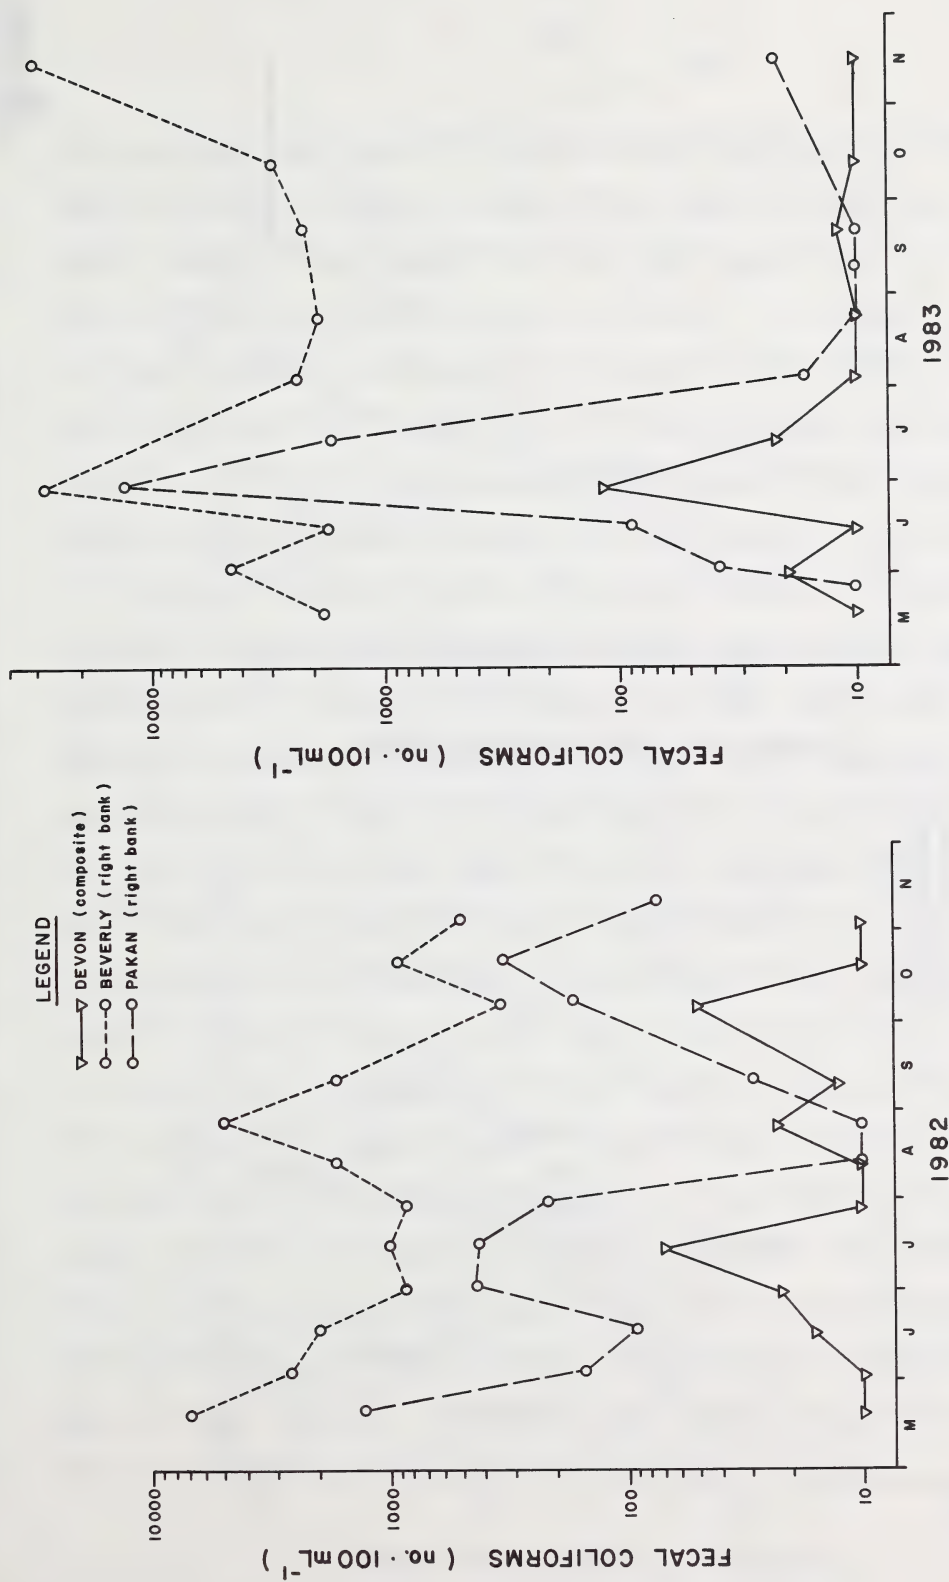 LEGEND
DEVON (composite)
BEVERLY (right bank)
PAKAN (right bank)
FECAL COLIFORMS (no. · 100mL⁻¹)
10000
1000
100
10
M J J A S O N
1982
FECAL COLIFORMS (no. · 100mL⁻¹)
10000
1000
100
10
M J J A S O N
1983